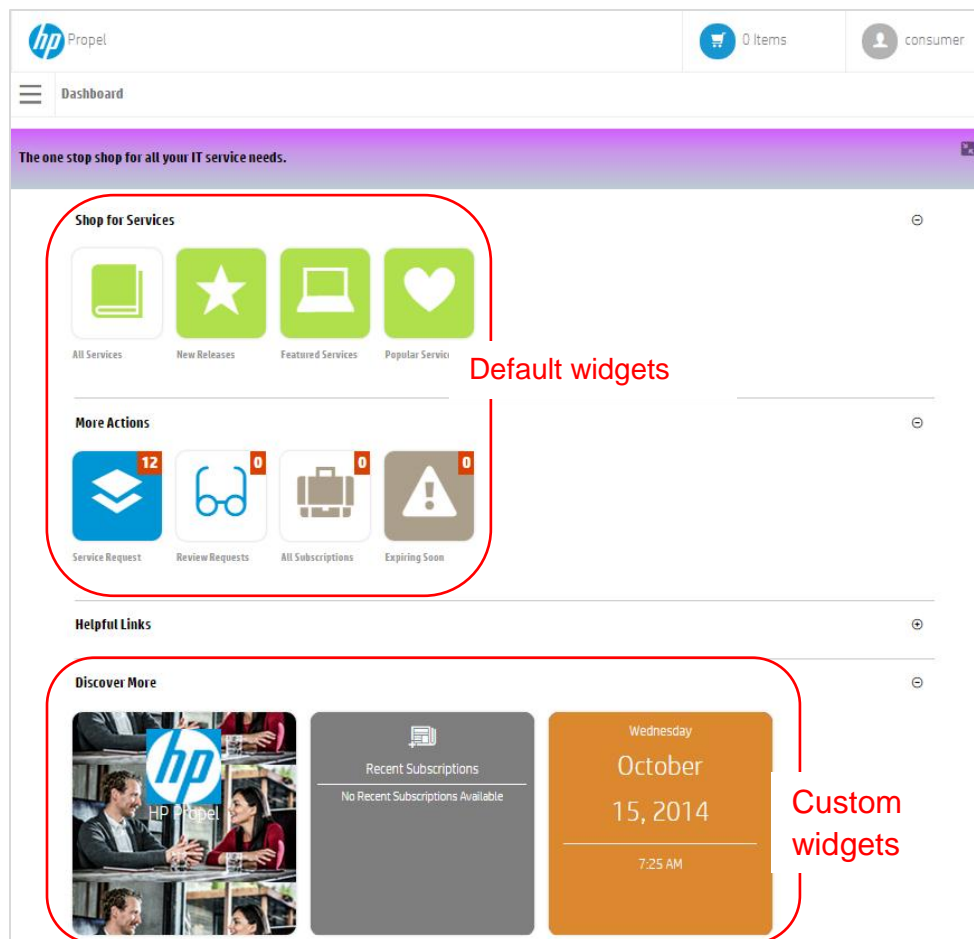 hp Propel
0 Items
consumer
Dashboard
The one stop shop for all your IT service needs.
Shop for Services
All Services
New Releases
Featured Services
Popular Servic
Default widgets
More Actions
12
0
0
0
Service Request
Review Requests
All Subscriptions
Expiring Soon
Helpful Links
Discover More
hp
HP Propel
Recent Subscriptions
No Recent Subscriptions Available
Wednesday
October
15, 2014
7:25 AM
Custom
widgets